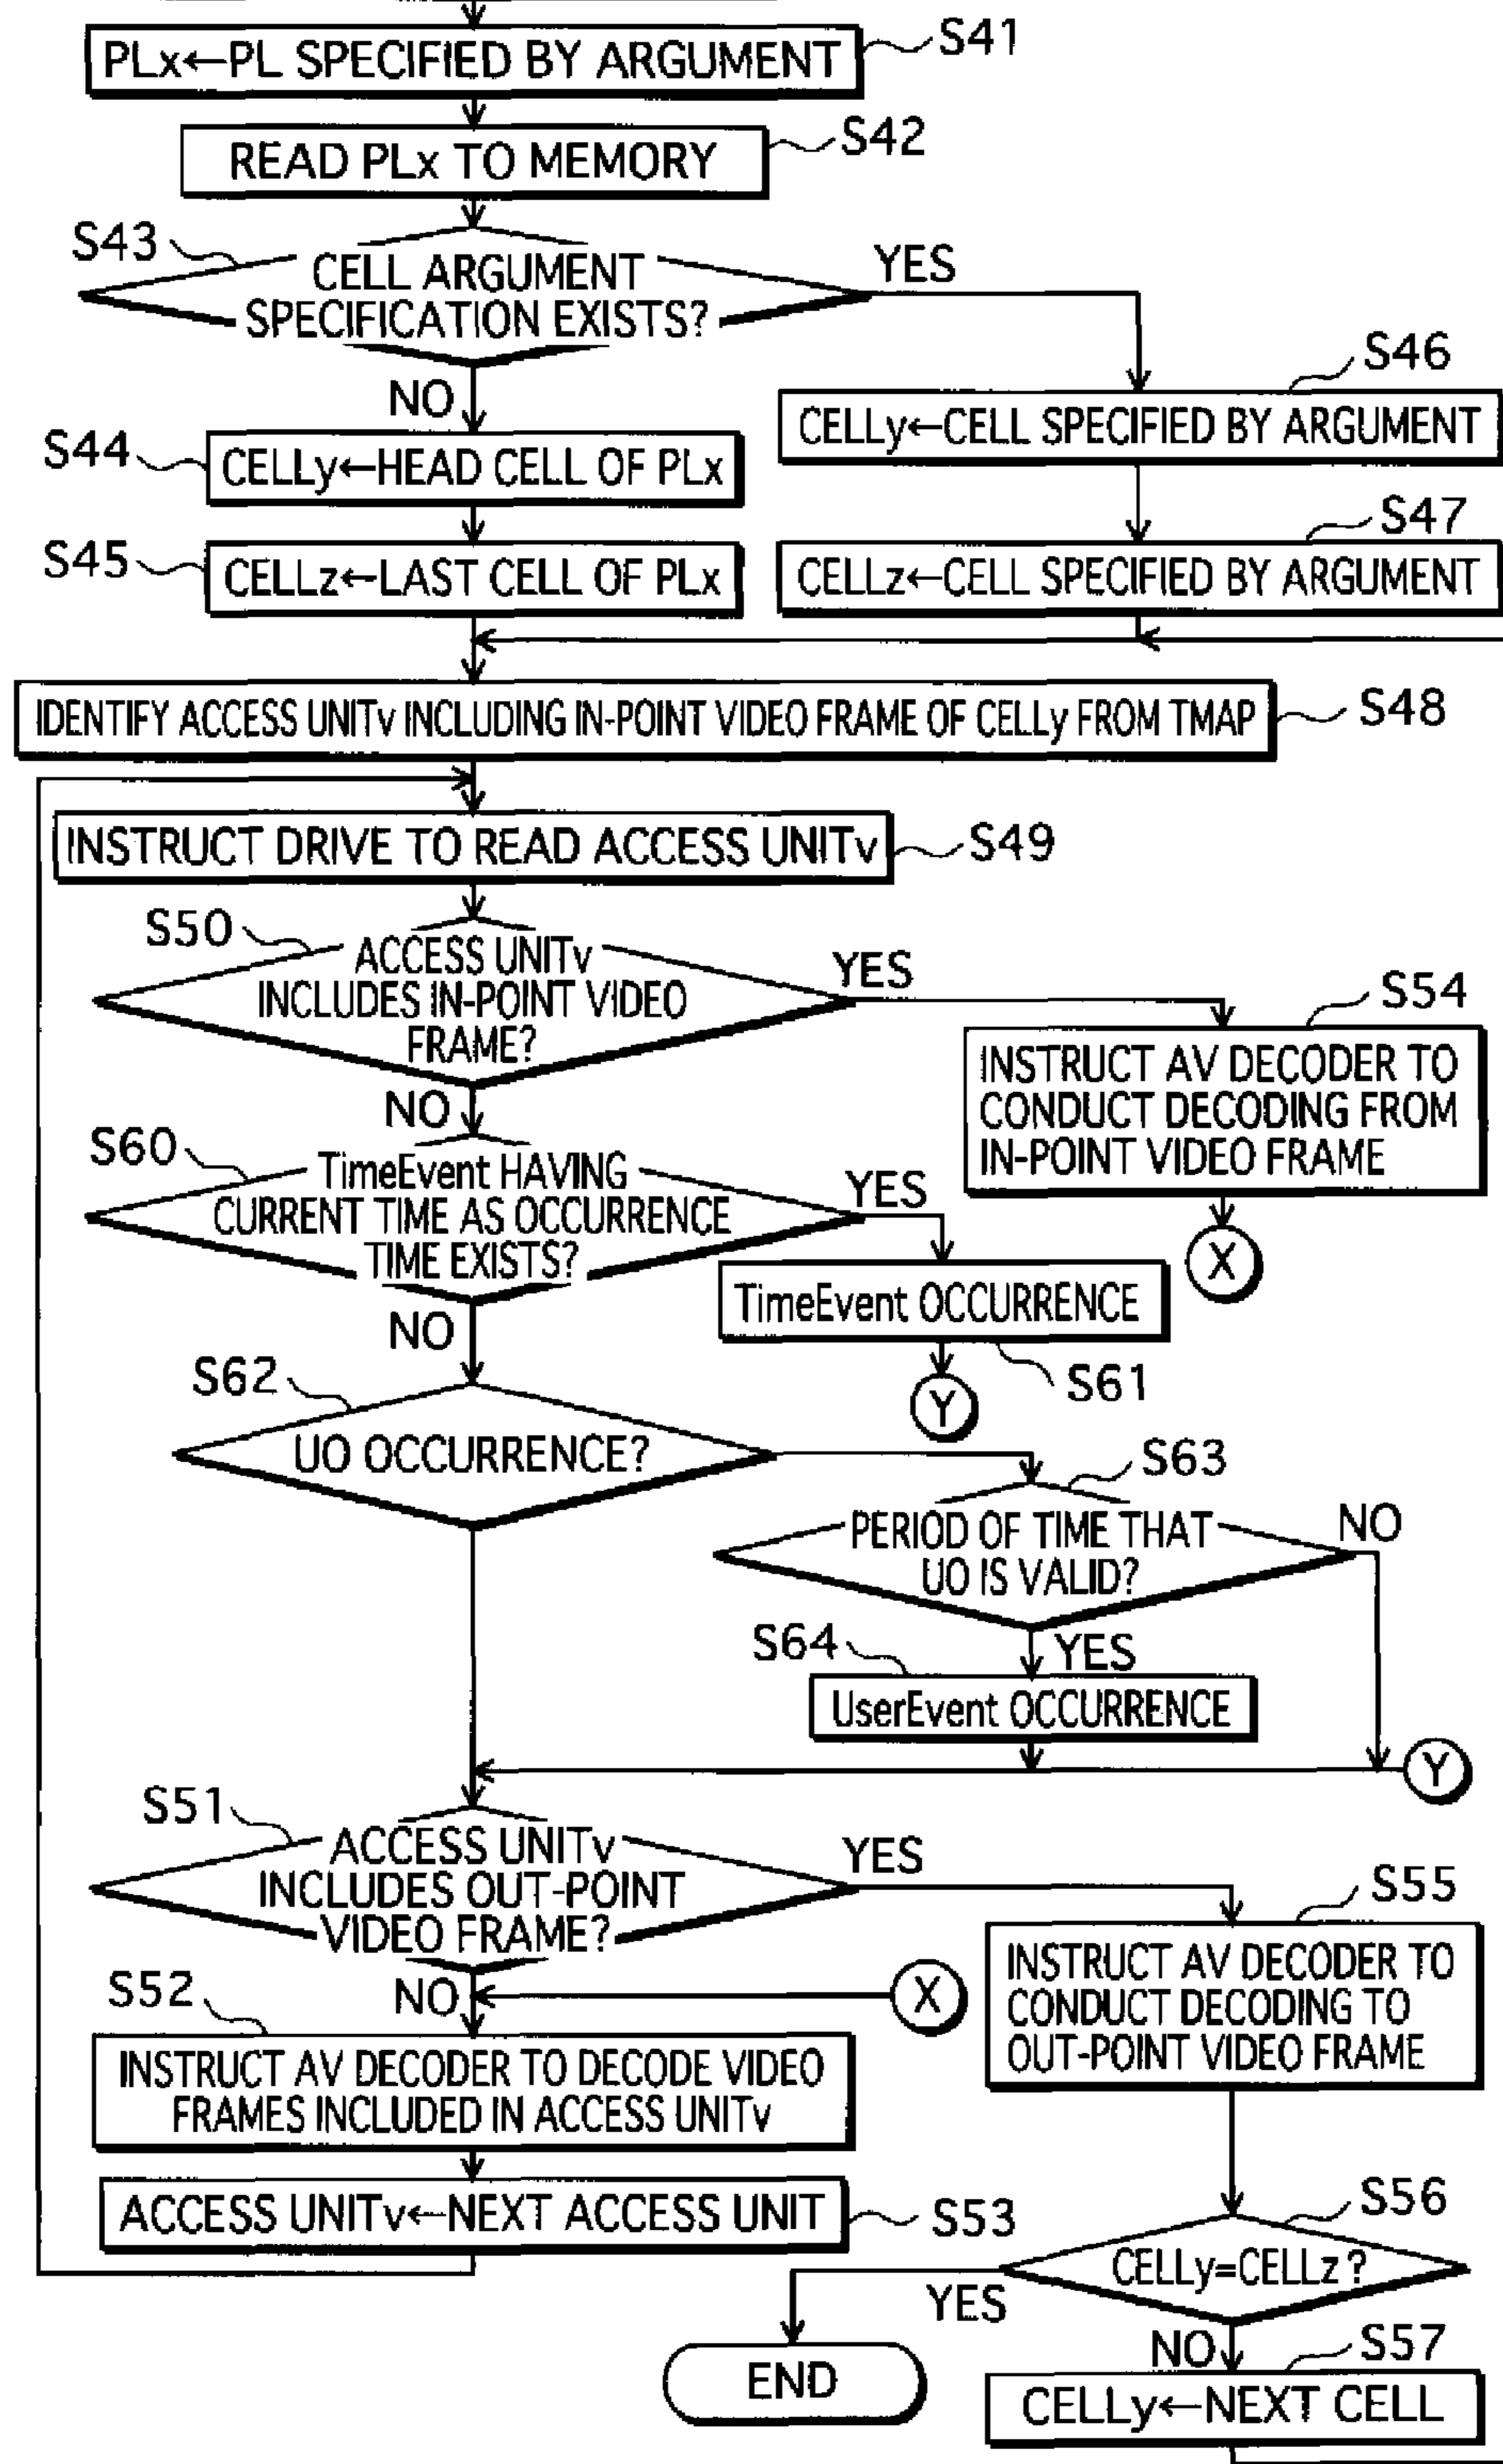 PLx←PL SPECIFIED BY ARGUMENT
S41
READ PLx TO MEMORY
S42
S43
CELL ARGUMENT
SPECIFICATION EXISTS?
YES
NO
S46
CELLy←CELL SPECIFIED BY ARGUMENT
S44
CELLy←HEAD CELL OF PLx
S47
CELLz←CELL SPECIFIED BY ARGUMENT
S45
CELLz←LAST CELL OF PLx
IDENTIFY ACCESS UNITv INCLUDING IN-POINT VIDEO FRAME OF CELLy FROM TMAP
S48
INSTRUCT DRIVE TO READ ACCESS UNITv
S49
S50
ACCESS UNITv
INCLUDES IN-POINT VIDEO
FRAME?
YES
NO
S54
INSTRUCT AV DECODER TO
CONDUCT DECODING FROM
IN-POINT VIDEO FRAME
X
S60
TimeEvent HAVING
CURRENT TIME AS OCCURRENCE
TIME EXISTS?
YES
NO
TimeEvent OCCURRENCE
S61
Y
S62
UO OCCURRENCE?
S63
PERIOD OF TIME THAT
UO IS VALID?
NO
YES
S64
UserEvent OCCURRENCE
Y
S51
ACCESS UNITv
INCLUDES OUT-POINT
VIDEO FRAME?
YES
NO
X
S55
INSTRUCT AV DECODER TO
CONDUCT DECODING TO
OUT-POINT VIDEO FRAME
S52
INSTRUCT AV DECODER TO DECODE VIDEO
FRAMES INCLUDED IN ACCESS UNITv
ACCESS UNITv←NEXT ACCESS UNIT
S53
S56
CELLy=CELLz?
YES
NO
END
S57
CELLy←NEXT CELL